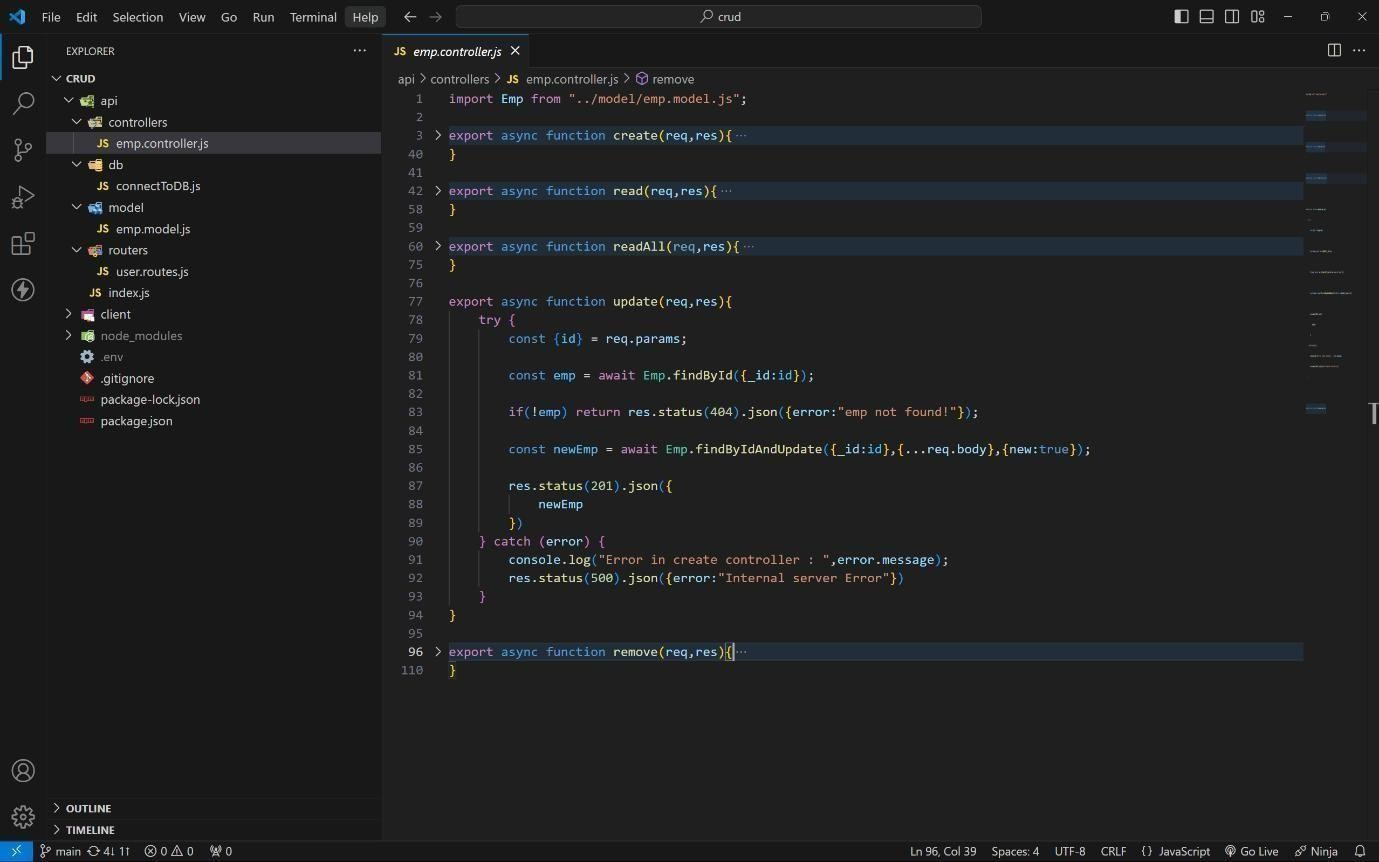 File Edit Selection View Go Run Terminal Help
crud
EXPLORER
CRUD
api
controllers
JS emp.controller.js
db
JS connectToDB.js
model
JS emp.model.js
routers
JS user.routes.js
JS index.js
client
node_modules
.env
.gitignore
package-lock.json
package.json
OUTLINE
TIMELINE
JS emp.controller.js
api > controllers > JS emp.controller.js > remove
1 import Emp from "../model/emp.model.js";
2
3 export async function create(req,res){ ···
40 }
41
42 export async function read(req,res){ ···
58 }
59
60 export async function readAll(req,res){ ···
75 }
76
77 export async function update(req,res){
78 try {
79 const {id} = req.params;
80
81 const emp = await Emp.findById({_id:id});
82
83 if(!emp) return res.status(404).json({error:"emp not found!"});
84
85 const newEmp = await Emp.findByIdAndUpdate({_id:id},{...req.body},{new:true});
86
87 res.status(201).json({
88 newEmp
89 })
90 } catch (error) {
91 console.log("Error in create controller : ",error.message);
92 res.status(500).json({error:"Internal server Error"})
93 }
94 }
95
96 export async function remove(req,res){ ···
110 }
main 4↓ 1↑ 0 0 0 Ln 96, Col 39 Spaces: 4 UTF-8 CRLF {} JavaScript Go Live Ninja